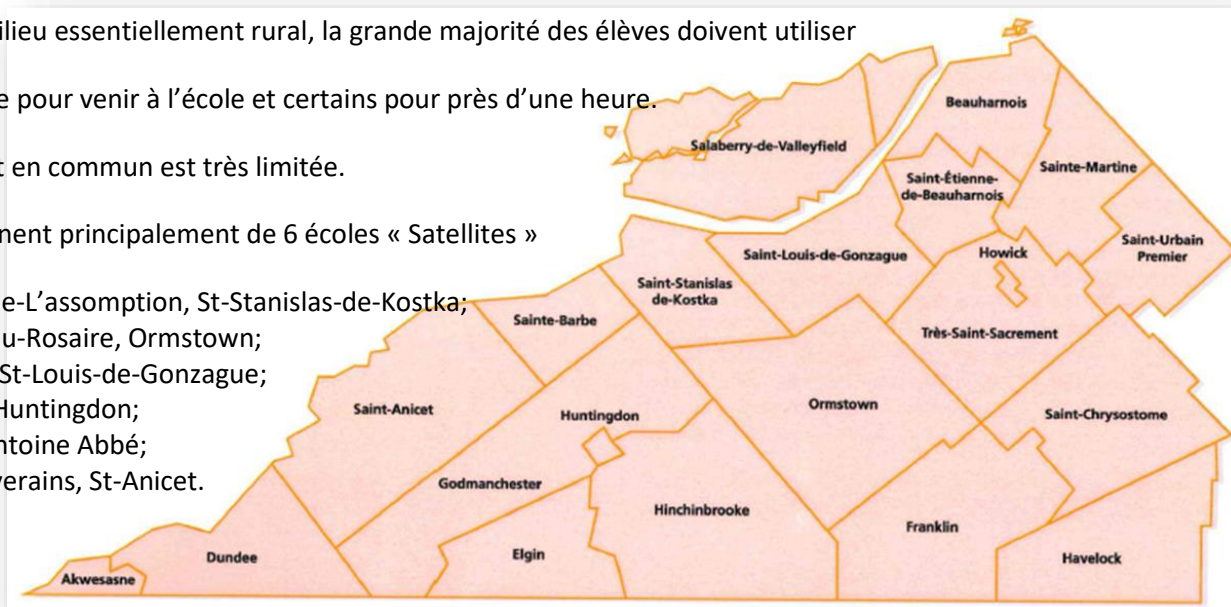 ilieu essentiellement rural, la grande majorité des élèves doivent utiliser
e pour venir à l’école et certains pour près d’une heure.
t en commun est très limitée.
nent principalement de 6 écoles « Satellites »
e-L’assomption, St-Stanislas-de-Kostka;
u-Rosaire, Ormstown;
St-Louis-de-Gonzague;
Huntingdon;
ntoine Abbé;
verains, St-Anicet.
Beauharnois
Salaberry-de-Valleyfield
Sainte-Martine
Saint-Étienne-
de-Beauharnois
Saint-Urbain
Premier
Saint-Louis-de-Gonzague
Howick
Saint-Stanislas
de-Kostka
Sainte-Barbe
Très-Saint-Sacrement
Saint-Anicet
Huntingdon
Ormstown
Saint-Chrysostome
Godmanchester
Hinchinbrooke
Franklin
Dundee
Elgin
Havelock
Akwesasne